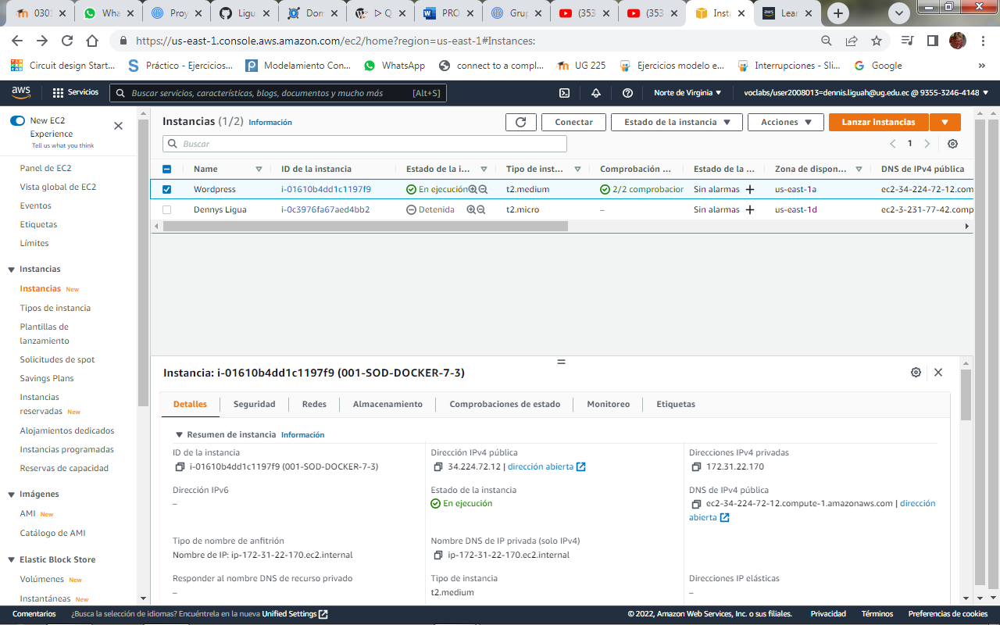 0301
Wha
Proy
Ligu
Don
▷ Q
PRO
Grup
(353
(353
Insta
Lear
https://us-east-1.console.aws.amazon.com/ec2/home?region=us-east-1#Instances:
Circuit design Start...
Práctico - Ejercicios...
Modelamiento Con...
WhatsApp
connect to a compl...
UG 225
Ejercicios modelo e...
Interrupciones - Sli...
Google
»
aws
Servicios
Buscar servicios, características, blogs, documentos y mucho más [Alt+S]
Norte de Virginia
voclabs/user2008013=dennis.liguah@ug.edu.ec @ 9355-3246-4148
New EC2
Experience
Tell us what you think
Panel de EC2
Vista global de EC2
Eventos
Etiquetas
Límites
Instancias
Instancias New
Tipos de instancia
Plantillas de
lanzamiento
Solicitudes de spot
Savings Plans
Instancias
reservadas New
Alojamientos dedicados
Instancias programadas
Reservas de capacidad
Imágenes
AMI New
Catálogo de AMI
Elastic Block Store
Volúmenes New
Instantáneas New
Instancias (1/2) Información
Conectar
Estado de la instancia
Acciones
Lanzar instancias
Buscar
1
Name ID de la instancia Estado de la i... Tipo de inst... Comprobación ... Estado de la ... Zona de dispon... DNS de IPv4 pública
Wordpress i-01610b4dd1c1197f9 En ejecución t2.medium 2/2 comprobacior Sin alarmas + us-east-1a ec2-34-224-72-12.com
Dennys Ligua i-0c3976fa67aed4bb2 Detenida t2.micro – Sin alarmas + us-east-1d ec2-3-231-77-42.comp
Instancia: i-01610b4dd1c1197f9 (001-SOD-DOCKER-7-3)
Detalles Seguridad Redes Almacenamiento Comprobaciones de estado Monitoreo Etiquetas
Resumen de instancia Información
ID de la instancia
i-01610b4dd1c1197f9 (001-SOD-DOCKER-7-3)
Dirección IPv4 pública
34.224.72.12 | dirección abierta
Direcciones IPv4 privadas
172.31.22.170
Dirección IPv6
–
Estado de la instancia
En ejecución
DNS de IPv4 pública
ec2-34-224-72-12.compute-1.amazonaws.com | dirección
abierta
Tipo de nombre de anfitrión
Nombre de IP: ip-172-31-22-170.ec2.internal
Nombre DNS de IP privada (solo IPv4)
ip-172-31-22-170.ec2.internal
Responder al nombre DNS de recurso privado
–
Tipo de instancia
t2.medium
Direcciones IP elásticas
–
Comentarios
¿Busca la selección de idiomas? Encuéntrela en la nueva Unified Settings
© 2022, Amazon Web Services, Inc. o sus filiales.
Privacidad
Términos
Preferencias de cookies